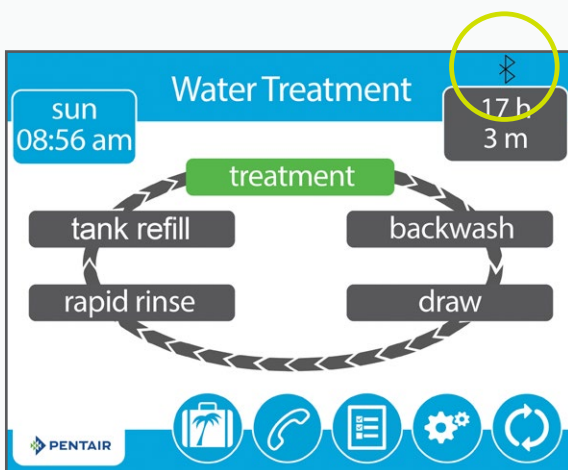 Water Treatment
sun
08:56 am
17 h
3 m
treatment
tank refill
backwash
rapid rinse
draw
PENTAIR